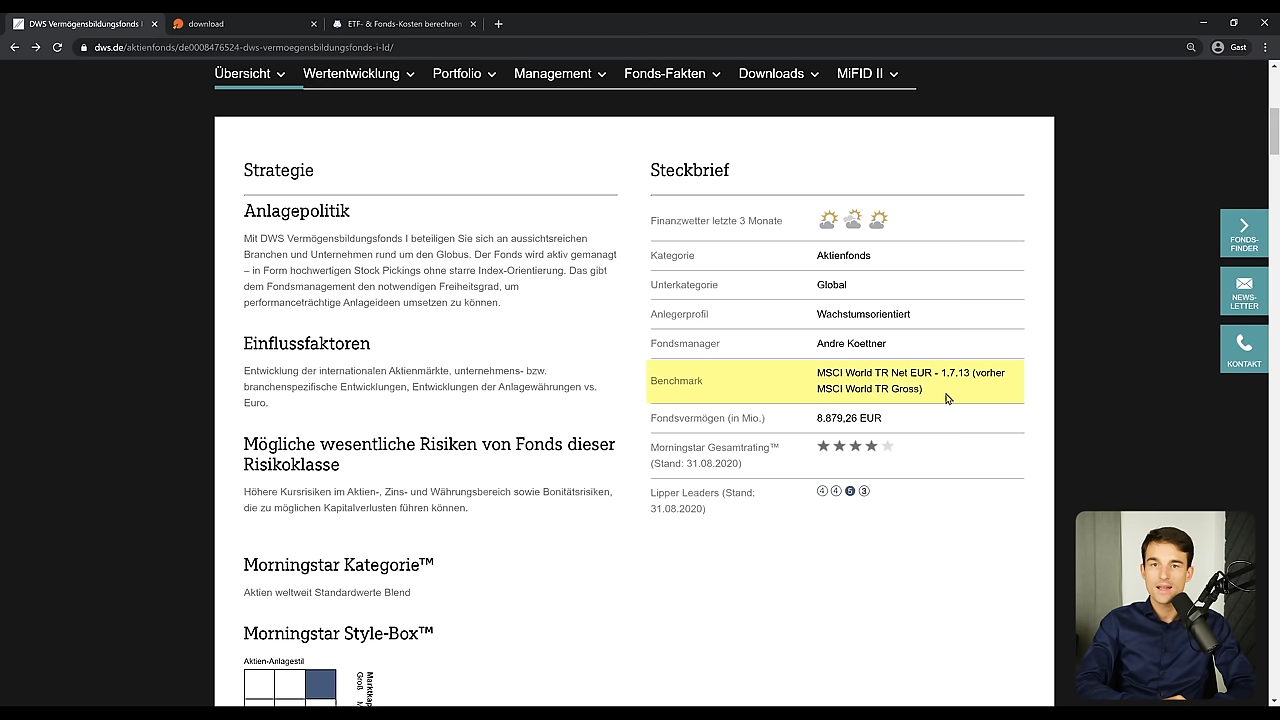 DWS Vermögensbildungsfonds I
download
ETF- & Fonds-Kosten berechnen
dws.de/aktienfonds/de0008476524-dws-vermoegensbildungsfonds-i-ld/
Gast
Übersicht
Wertentwicklung
Portfolio
Management
Fonds-Fakten
Downloads
MiFID II
Strategie
Anlagepolitik
Mit DWS Vermögensbildungsfonds I beteiligen Sie sich an aussichtsreichen
Branchen und Unternehmen rund um den Globus. Der Fonds wird aktiv gemanagt
– in Form hochwertigen Stock Pickings ohne starre Index-Orientierung. Das gibt
dem Fondsmanagement den notwendigen Freiheitsgrad, um
performanceträchtige Anlageideen umsetzen zu können.
Einflussfaktoren
Entwicklung der internationalen Aktienmärkte, unternehmens- bzw.
branchenspezifische Entwicklungen, Entwicklungen der Anlagewährungen vs.
Euro.
Mögliche wesentliche Risiken von Fonds dieser
Risikoklasse
Höhere Kursrisiken im Aktien-, Zins- und Währungsbereich sowie Bonitätsrisiken,
die zu möglichen Kapitalverlusten führen können.
Morningstar Kategorie™
Aktien weltweit Standardwerte Blend
Morningstar Style-Box™
Aktien-Anlagestil
Groß
Steckbrief
Finanzwetter letzte 3 Monate
Kategorie Aktienfonds
Unterkategorie Global
Anlegerprofil Wachstumsorientiert
Fondsmanager Andre Koettner
Benchmark MSCI World TR Net EUR - 1.7.13 (vorher
MSCI World TR Gross)
Fondsvermögen (in Mio.) 8.879,26 EUR
Morningstar Gesamtrating™
(Stand: 31.08.2020)
Lipper Leaders (Stand: 4 4 5 3
31.08.2020)
FONDS-
FINDER
NEWS-
LETTER
KONTAKT